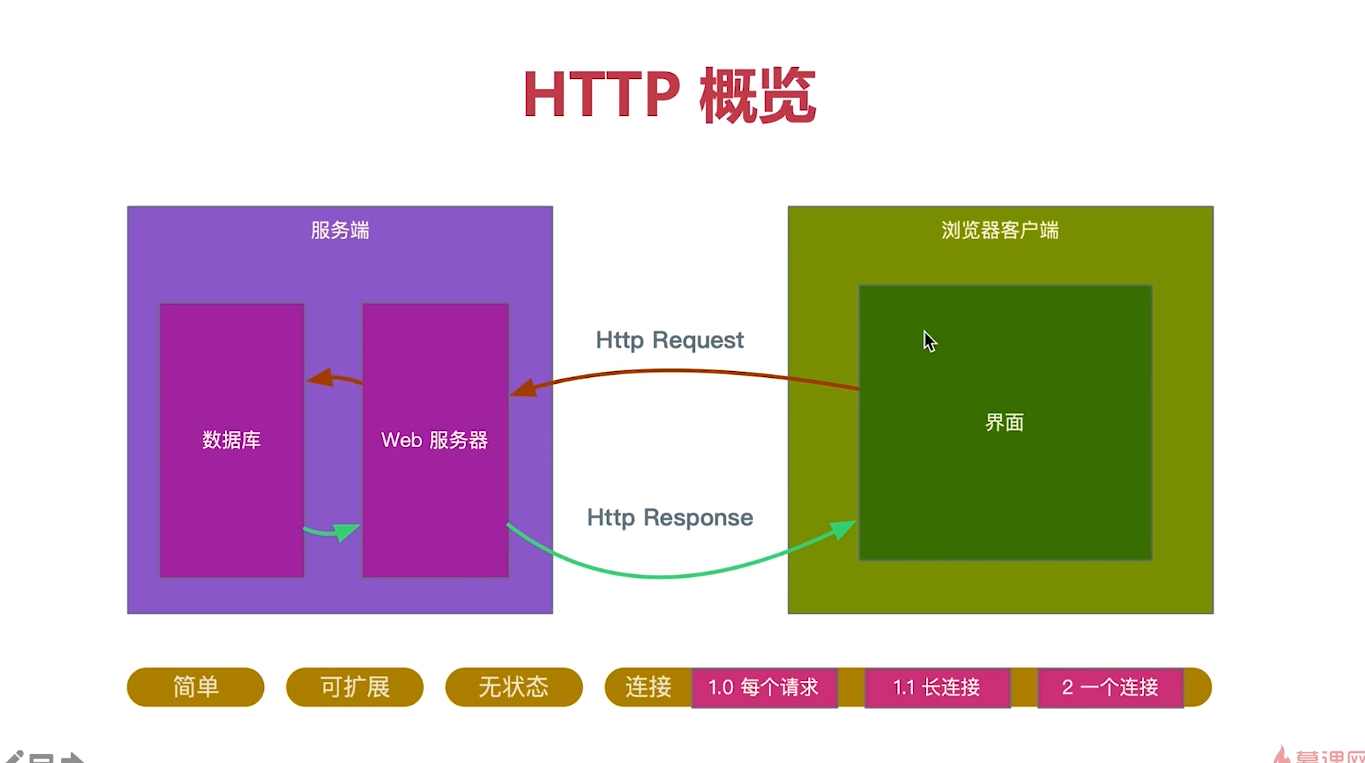 HTTP 概览
服务端
浏览器客户端
Http Request
界面
数据库
Web 服务器
Http Response
简单
可扩展
无状态
连接
1.0 每个请求
1.1 长连接
2 一个连接
慕课网